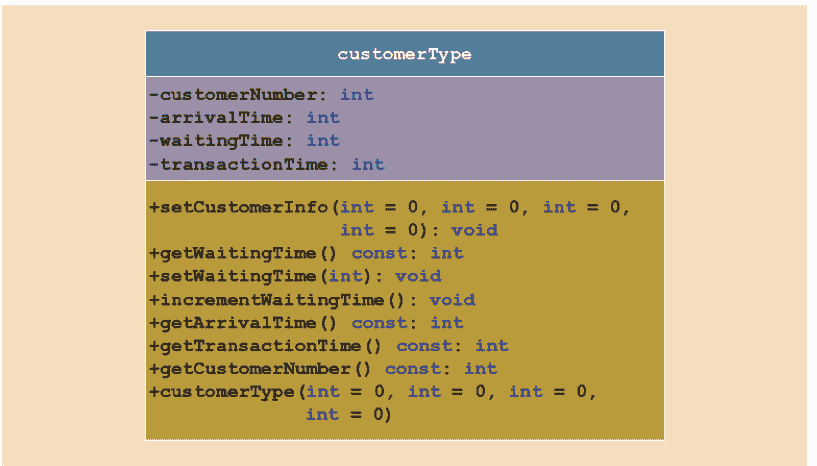 customerType
-customerNumber: int
-arrivalTime: int
-waitingTime: int
-transactionTime: int
+setCustomerInfo(int = 0, int = 0, int = 0,
int = 0): void
+getWaitingTime() const: int
+setWaitingTime(int): void
+incrementWaitingTime(): void
+getArrivalTime() const: int
+getTransactionTime() const: int
+getCustomerNumber() const: int
+customerType(int = 0, int = 0, int = 0,
int = 0)